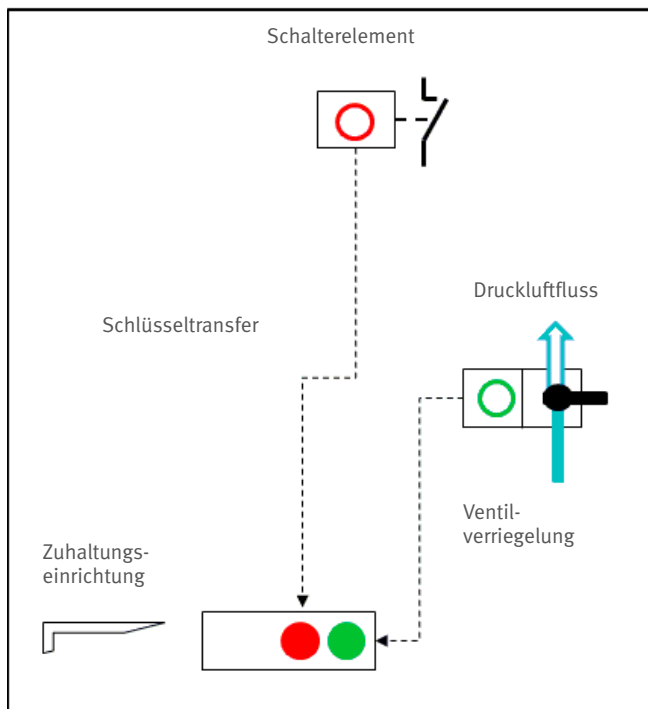 Schalterelement
Druckluftfluss
Schlüsseltransfer
Ventil-
verriegelung
Zuhaltungs-
einrichtung